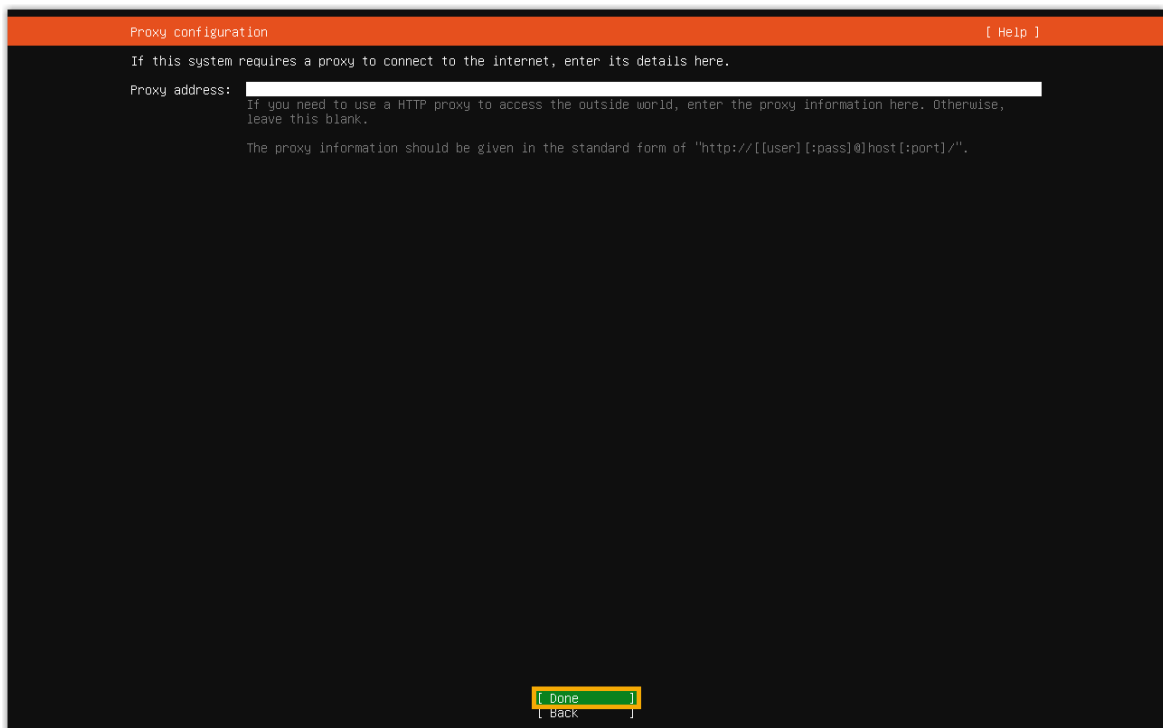 Proxy configuration [ Help ]
If this system requires a proxy to connect to the internet, enter its details here.
Proxy address:
If you need to use a HTTP proxy to access the outside world, enter the proxy information here. Otherwise,
leave this blank.
The proxy information should be given in the standard form of "http://[[user][:pass]@]host[:port]/".
[ Done ]
[ Back ]